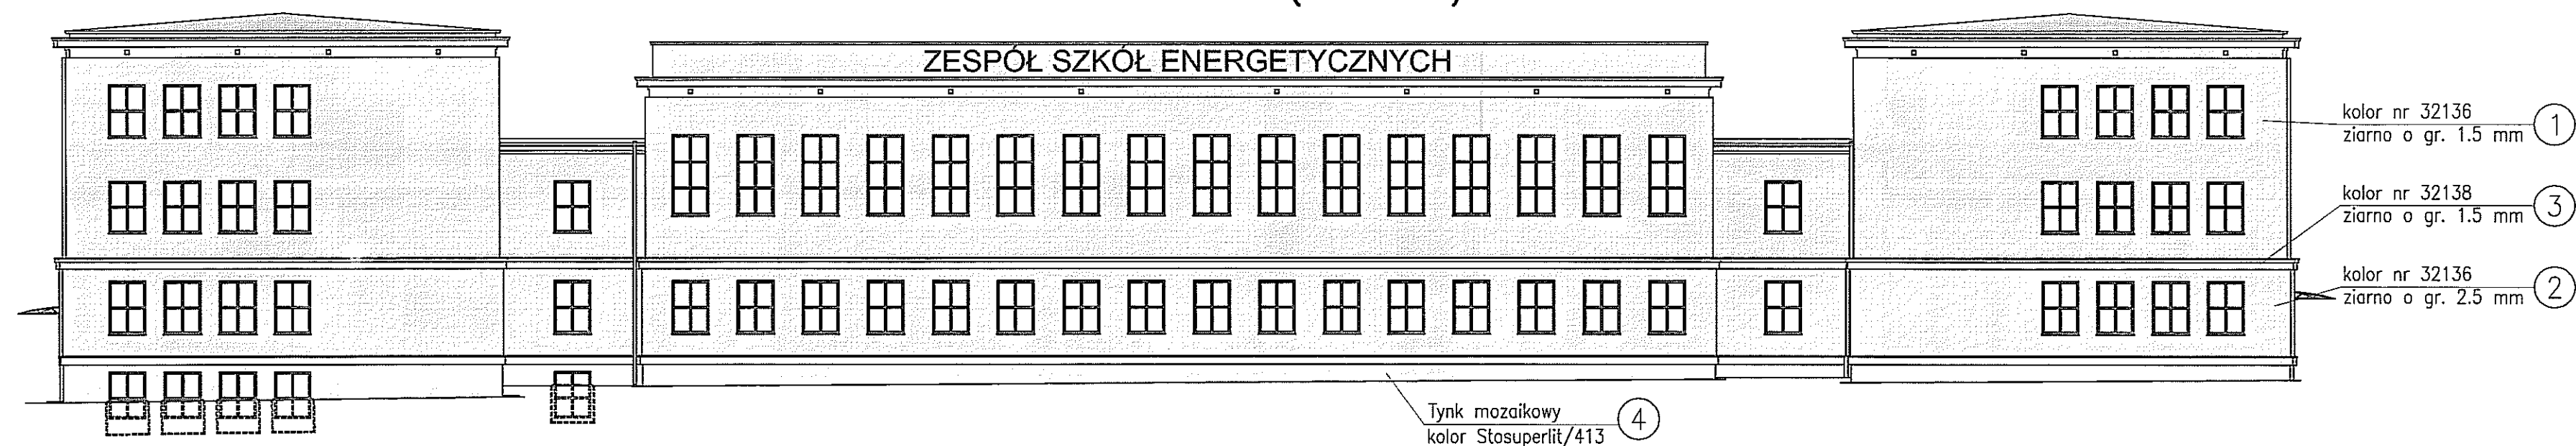 ZESPÓŁ SZKÓŁ ENERGETYCZNYCH
kolor nr 32136
ziarno o gr. 1.5 mm
1
kolor nr 32138
ziarno o gr. 1.5 mm
3
kolor nr 32136
ziarno o gr. 2.5 mm
2
Tynk mozaikowy
kolor Stosuperlit/413
4